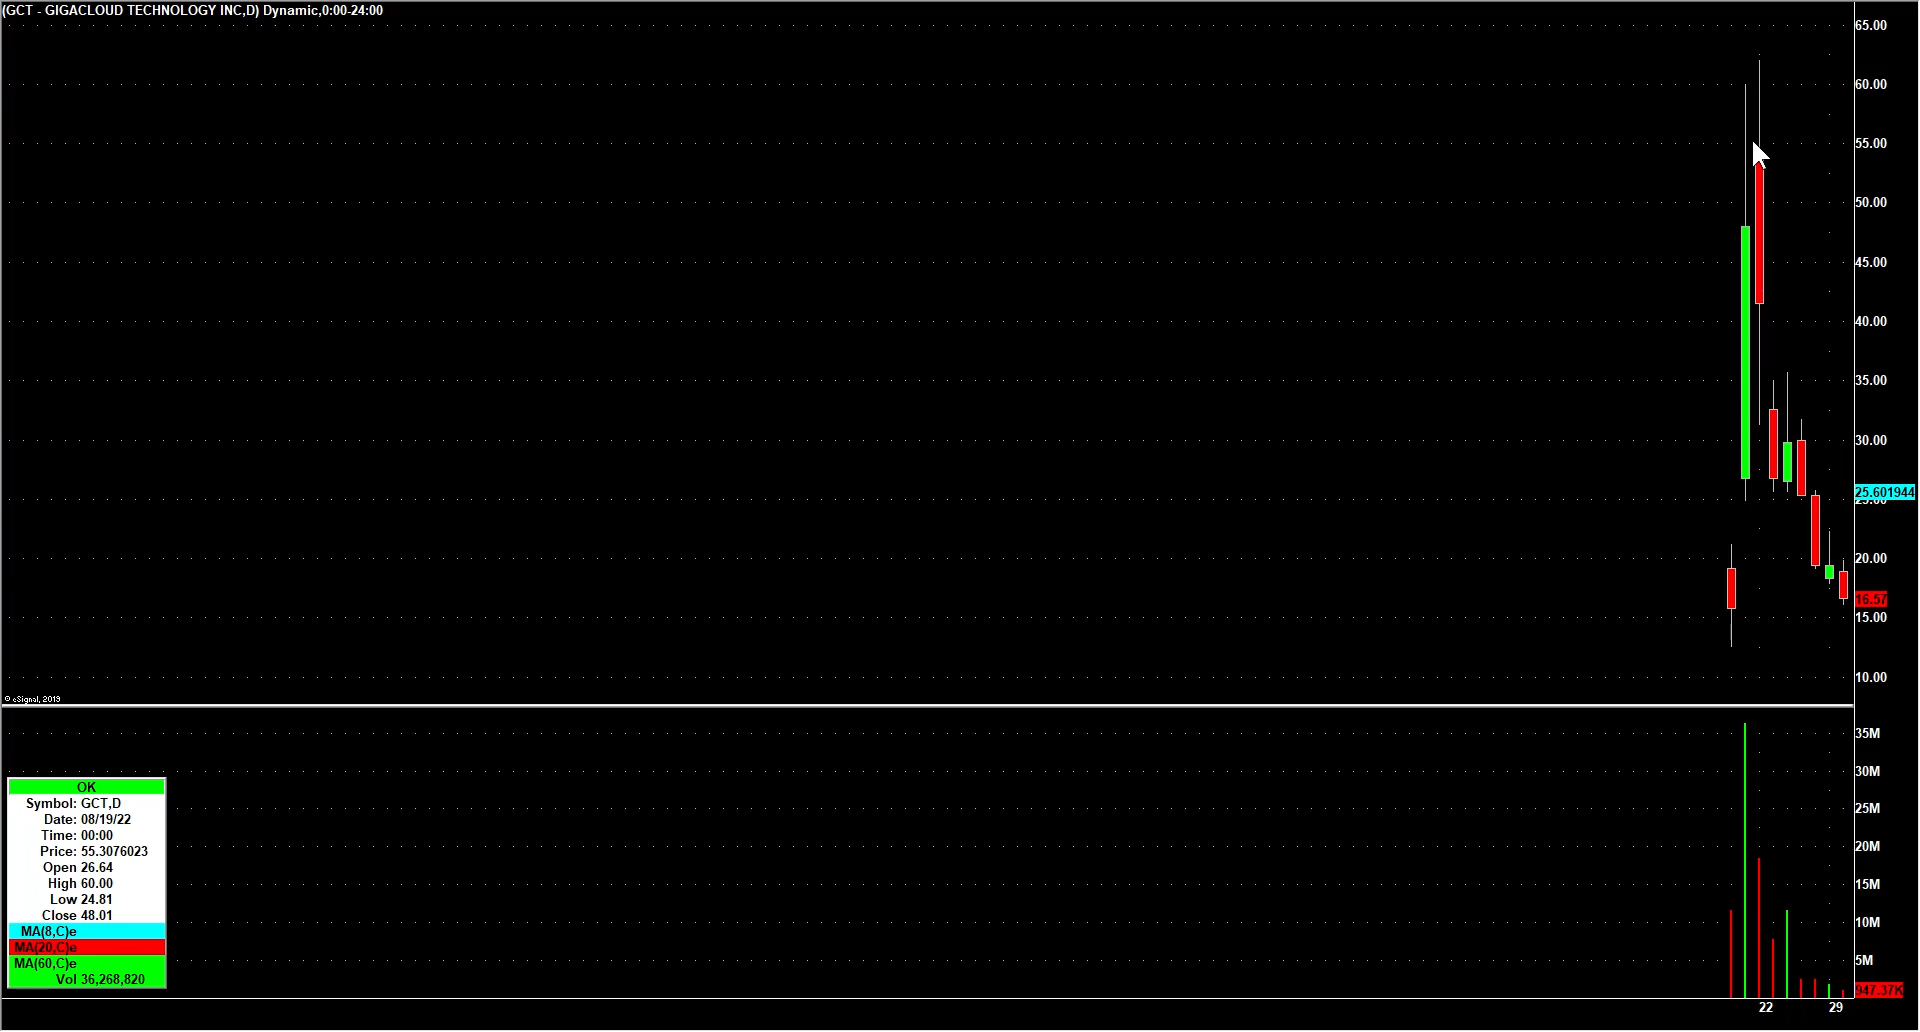 (GCT - GIGACLOUD TECHNOLOGY INC,D) Dynamic,0:00-24:00
65.00
60.00
55.00
50.00
45.00
40.00
35.00
30.00
25.601944
25.00
20.00
16.57
15.00
10.00
© eSignal, 2019
35M
30M
25M
20M
15M
10M
5M
947.37K
OK
Symbol: GCT,D
Date: 08/19/22
Time: 00:00
Price: 55.3076023
Open 26.64
High 60.00
Low 24.81
Close 48.01
MA(8,C)e
MA(20,C)e
MA(60,C)e
Vol 36,268,820
22 29